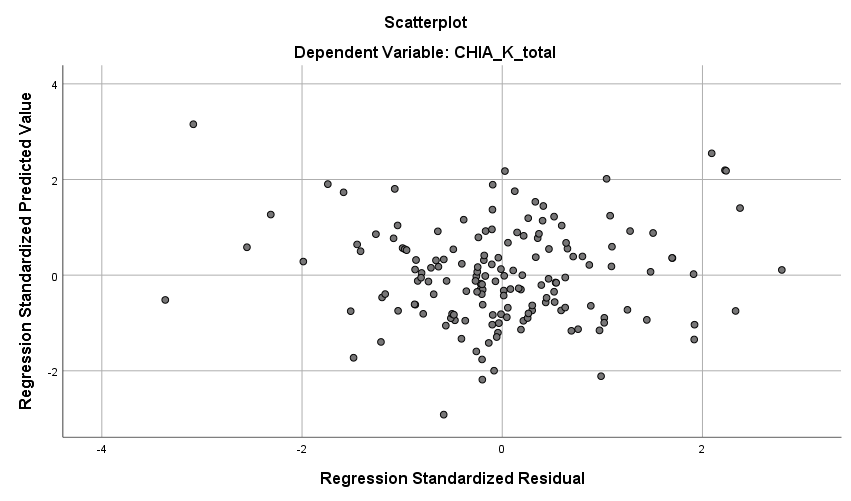 Scatterplot
Dependent Variable: CHIA_K_total
Regression Standardized Predicted Value
4
2
0
-2
-4
-2
0
2
Regression Standardized Residual